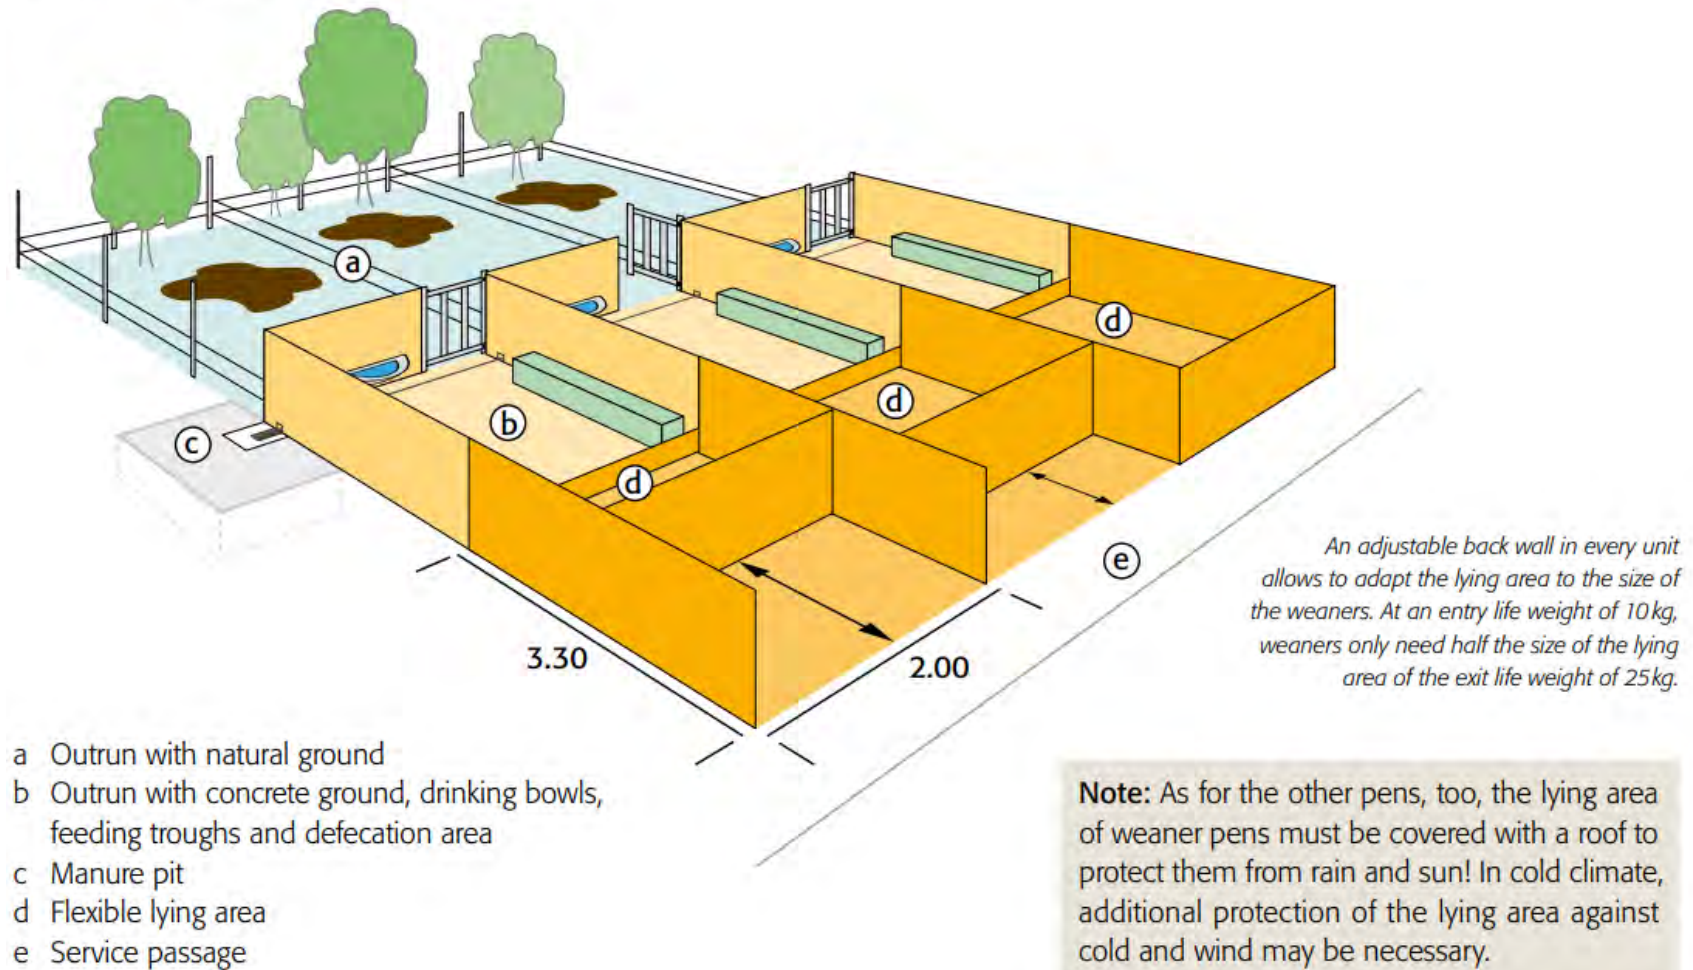 a
d
d
b
c
d
An adjustable back wall in every unit
e
allows to adapt the lying area to the size of
the weaners. At an entry life weight of 10 kg,
weaners only need half the size of the lying
area of the exit life weight of 25 kg.
3.30
2.00
a Outrun with natural ground
b Outrun with concrete ground, drinking bowls,
feeding troughs and defecation area
c Manure pit
d Flexible lying area
e Service passage
Note: As for the other pens, too, the lying area
of weaner pens must be covered with a roof to
protect them from rain and sun! In cold climate,
additional protection of the lying area against
cold and wind may be necessary.